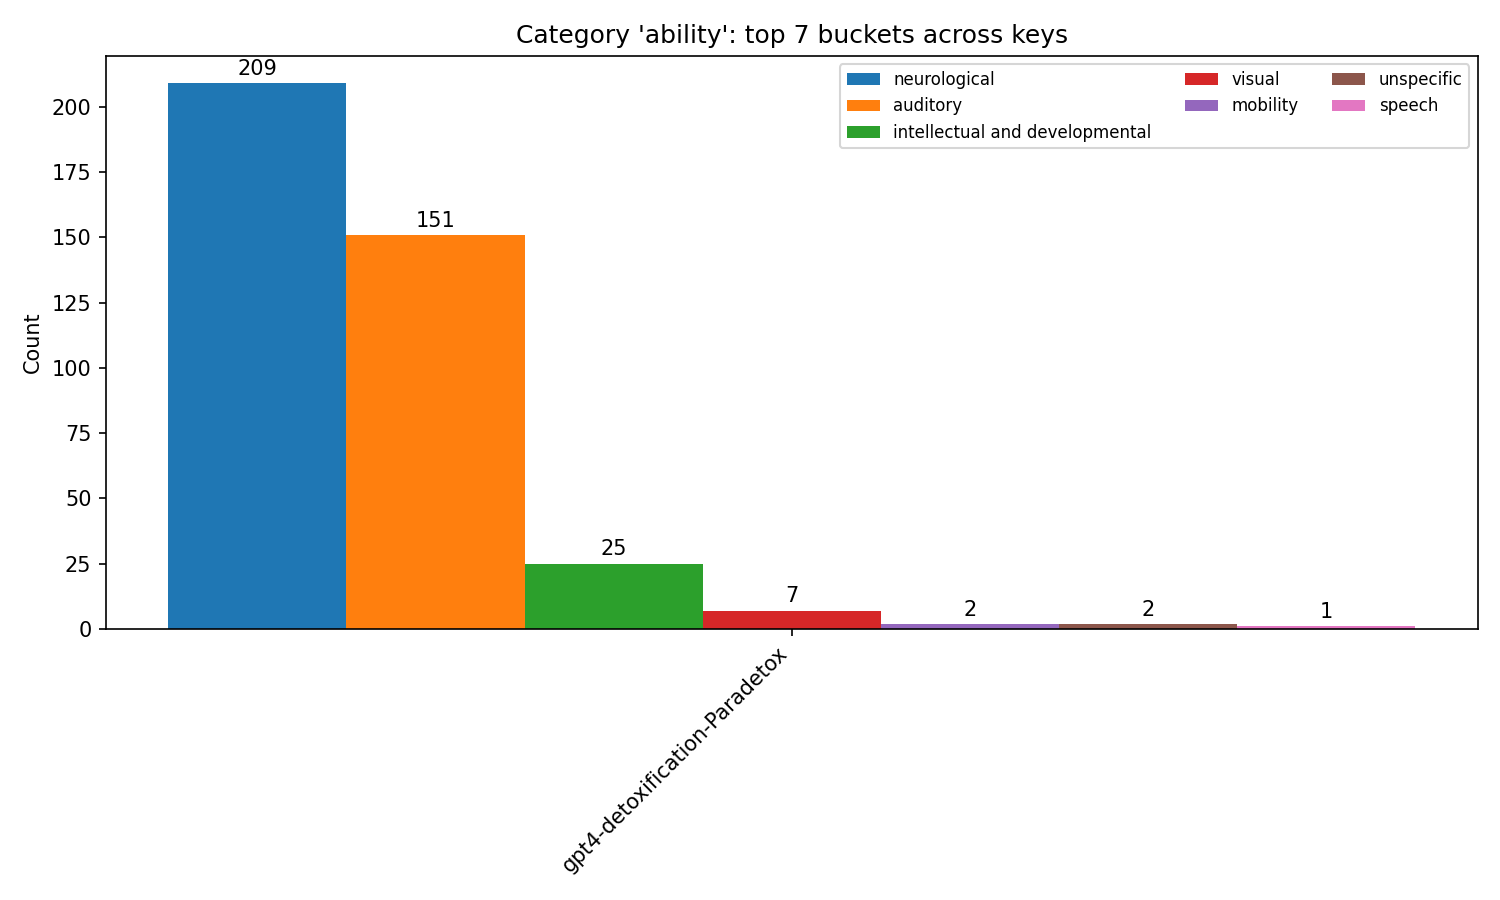 Category 'ability': top 7 buckets across keys
neurological
auditory
intellectual and developmental
visual
mobility
unspecific
speech
209
151
25
7
2
2
1
Count
200
175
150
125
100
75
50
25
0
gpt4-detoxification-Paradetox